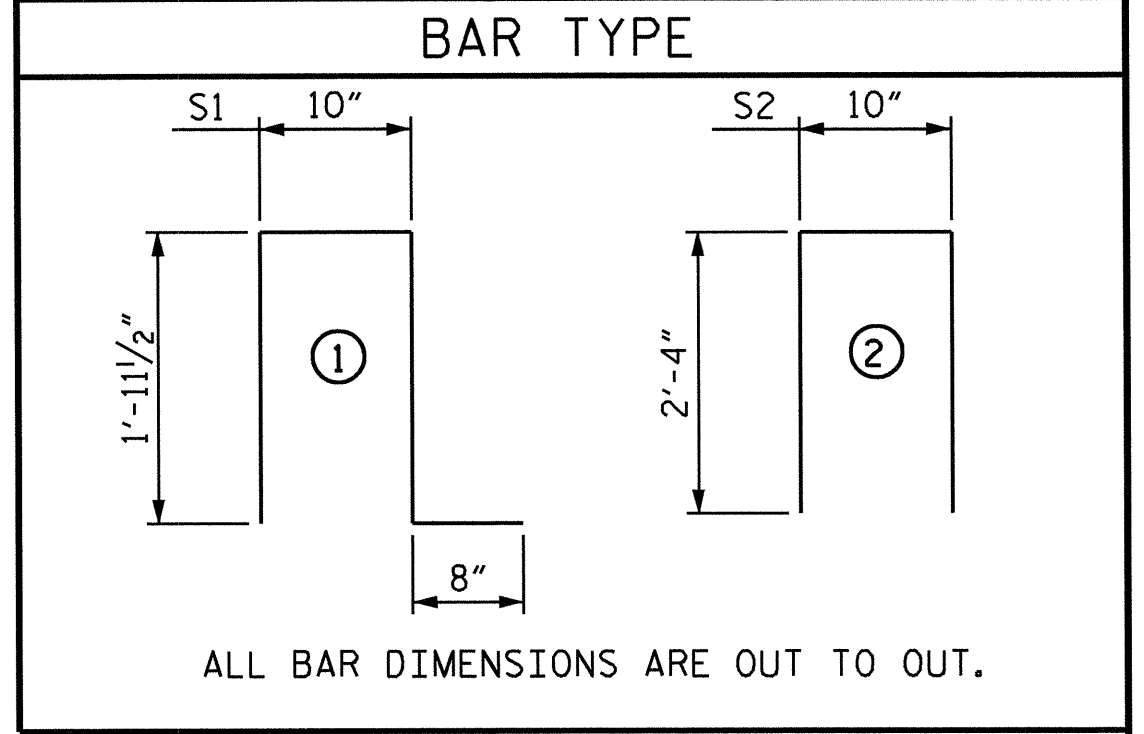 BAR TYPE
S1 10″ S2 10″
1′-11½″ ① 2′-4″ ②
8″
ALL BAR DIMENSIONS ARE OUT TO OUT.